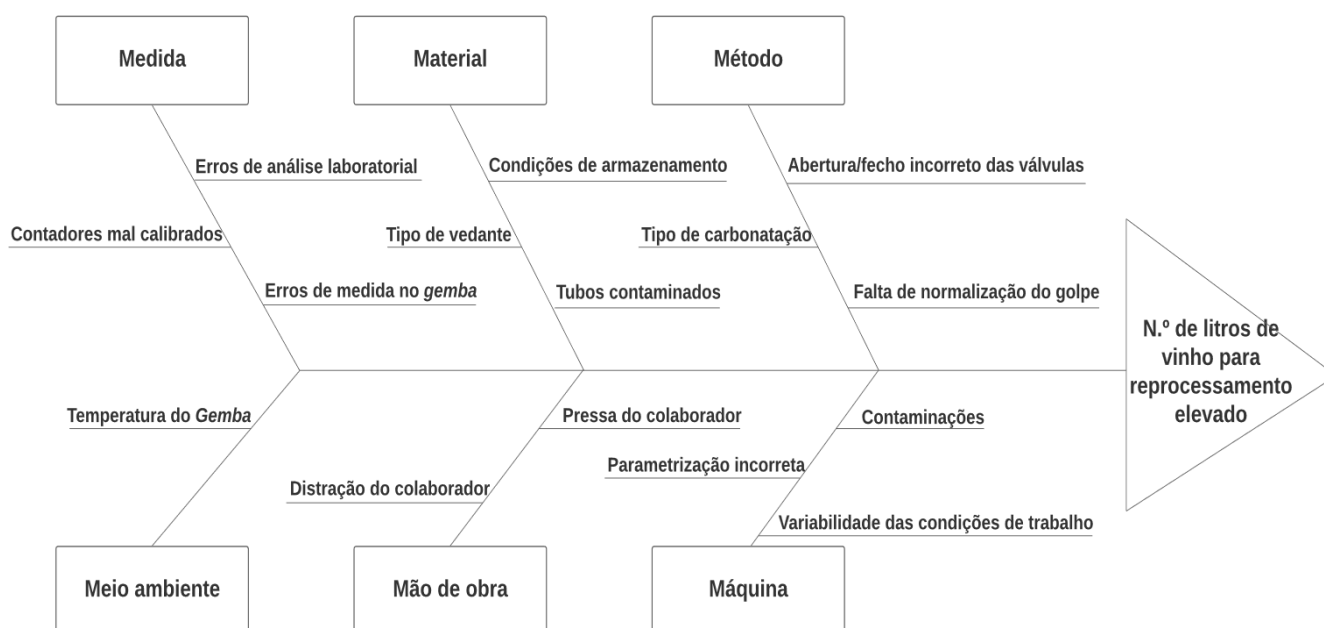 Medida
Material
Método
Erros de análise laboratorial
Condições de armazenamento
Abertura/fecho incorreto das válvulas
Contadores mal calibrados
Tipo de vedante
Tipo de carbonatação
Erros de medida no gemba
Tubos contaminados
Falta de normalização do golpe
N.º de litros de
vinho para
reprocessamento
elevado
Temperatura do Gemba
Pressa do colaborador
Contaminações
Parametrização incorreta
Distração do colaborador
Variabilidade das condições de trabalho
Meio ambiente
Mão de obra
Máquina